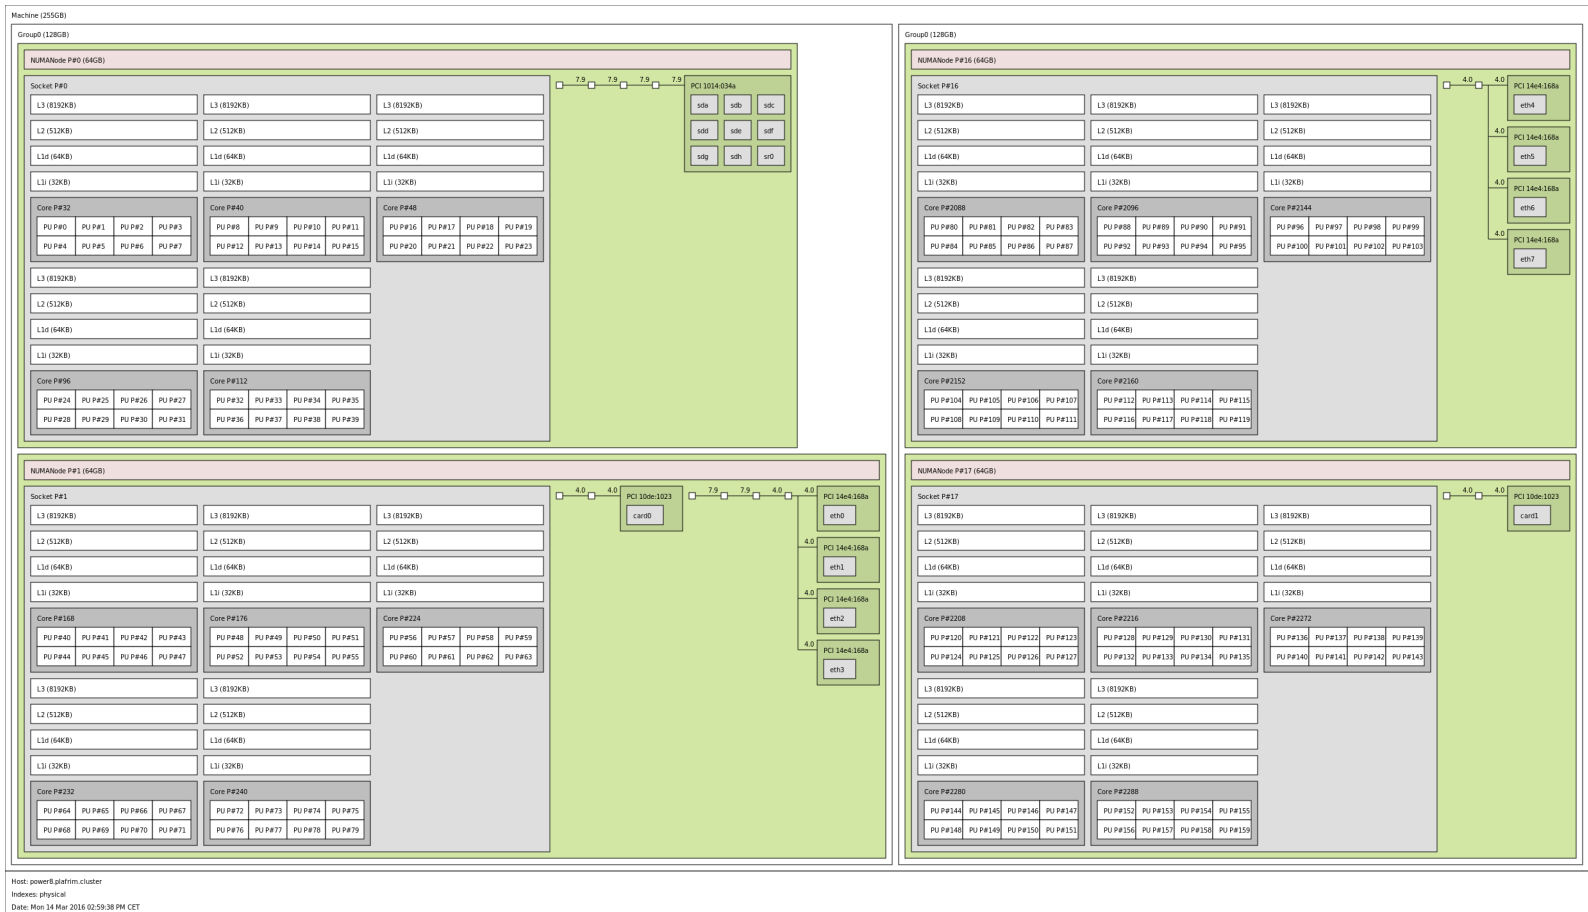 Machine (255GB)
Group0 (128GB)
NUMANode P#0 (64GB)
Socket P#0
L3 (8192KB) L3 (8192KB) L3 (8192KB)
L2 (512KB) L2 (512KB) L2 (512KB)
L1d (64KB) L1d (64KB) L1d (64KB)
L1i (32KB) L1i (32KB) L1i (32KB)
Core P#32 Core P#40 Core P#48
PU P#0 PU P#1 PU P#2 PU P#3 PU P#8 PU P#9 PU P#10 PU P#11 PU P#16 PU P#17 PU P#18 PU P#19
PU P#4 PU P#5 PU P#6 PU P#7 PU P#12 PU P#13 PU P#14 PU P#15 PU P#20 PU P#21 PU P#22 PU P#23
L3 (8192KB) L3 (8192KB)
L2 (512KB) L2 (512KB)
L1d (64KB) L1d (64KB)
L1i (32KB) L1i (32KB)
Core P#96 Core P#112
PU P#24 PU P#25 PU P#26 PU P#27 PU P#32 PU P#33 PU P#34 PU P#35
PU P#28 PU P#29 PU P#30 PU P#31 PU P#36 PU P#37 PU P#38 PU P#39
7.9 7.9 7.9 7.9
PCI 1014:034a
sda sdb sdc
sdd sde sdf
sdg sdh sr0
NUMANode P#1 (64GB)
Socket P#1
L3 (8192KB) L3 (8192KB) L3 (8192KB)
L2 (512KB) L2 (512KB) L2 (512KB)
L1d (64KB) L1d (64KB) L1d (64KB)
L1i (32KB) L1i (32KB) L1i (32KB)
Core P#168 Core P#176 Core P#224
PU P#40 PU P#41 PU P#42 PU P#43 PU P#48 PU P#49 PU P#50 PU P#51 PU P#56 PU P#57 PU P#58 PU P#59
PU P#44 PU P#45 PU P#46 PU P#47 PU P#52 PU P#53 PU P#54 PU P#55 PU P#60 PU P#61 PU P#62 PU P#63
L3 (8192KB) L3 (8192KB)
L2 (512KB) L2 (512KB)
L1d (64KB) L1d (64KB)
L1i (32KB) L1i (32KB)
Core P#232 Core P#240
PU P#64 PU P#65 PU P#66 PU P#67 PU P#72 PU P#73 PU P#74 PU P#75
PU P#68 PU P#69 PU P#70 PU P#71 PU P#76 PU P#77 PU P#78 PU P#79
4.0 4.0
PCI 10de:1023
card0
7.9 7.9 4.0 4.0
PCI 14e4:168a
eth0
4.0
PCI 14e4:168a
eth1
4.0
PCI 14e4:168a
eth2
4.0
PCI 14e4:168a
eth3
Group0 (128GB)
NUMANode P#16 (64GB)
Socket P#16
L3 (8192KB) L3 (8192KB) L3 (8192KB)
L2 (512KB) L2 (512KB) L2 (512KB)
L1d (64KB) L1d (64KB) L1d (64KB)
L1i (32KB) L1i (32KB) L1i (32KB)
Core P#2088 Core P#2096 Core P#2144
PU P#80 PU P#81 PU P#82 PU P#83 PU P#88 PU P#89 PU P#90 PU P#91 PU P#96 PU P#97 PU P#98 PU P#99
PU P#84 PU P#85 PU P#86 PU P#87 PU P#92 PU P#93 PU P#94 PU P#95 PU P#100 PU P#101 PU P#102 PU P#103
L3 (8192KB) L3 (8192KB)
L2 (512KB) L2 (512KB)
L1d (64KB) L1d (64KB)
L1i (32KB) L1i (32KB)
Core P#2152 Core P#2160
PU P#104 PU P#105 PU P#106 PU P#107 PU P#112 PU P#113 PU P#114 PU P#115
PU P#108 PU P#109 PU P#110 PU P#111 PU P#116 PU P#117 PU P#118 PU P#119
4.0 4.0
PCI 14e4:168a
eth4
4.0
PCI 14e4:168a
eth5
4.0
PCI 14e4:168a
eth6
4.0
PCI 14e4:168a
eth7
NUMANode P#17 (64GB)
Socket P#17
L3 (8192KB) L3 (8192KB) L3 (8192KB)
L2 (512KB) L2 (512KB) L2 (512KB)
L1d (64KB) L1d (64KB) L1d (64KB)
L1i (32KB) L1i (32KB) L1i (32KB)
Core P#2208 Core P#2216 Core P#2272
PU P#120 PU P#121 PU P#122 PU P#123 PU P#128 PU P#129 PU P#130 PU P#131 PU P#136 PU P#137 PU P#138 PU P#139
PU P#124 PU P#125 PU P#126 PU P#127 PU P#132 PU P#133 PU P#134 PU P#135 PU P#140 PU P#141 PU P#142 PU P#143
L3 (8192KB) L3 (8192KB)
L2 (512KB) L2 (512KB)
L1d (64KB) L1d (64KB)
L1i (32KB) L1i (32KB)
Core P#2280 Core P#2288
PU P#144 PU P#145 PU P#146 PU P#147 PU P#152 PU P#153 PU P#154 PU P#155
PU P#148 PU P#149 PU P#150 PU P#151 PU P#156 PU P#157 PU P#158 PU P#159
4.0 4.0
PCI 10de:1023
card1
Host: power8.plafrim.cluster
Indexes: physical
Date: Mon 14 Mar 2016 02:59:38 PM CET